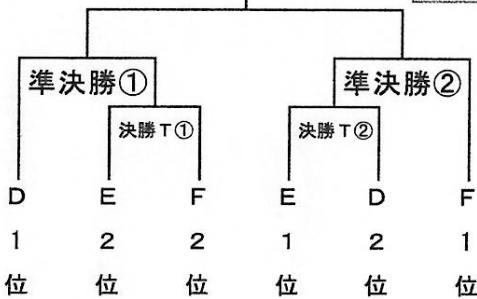 準決勝①
準決勝②
決勝T①
決勝T②
D E F E D F
1 2 2 1 2 1
位 位 位 位 位 位